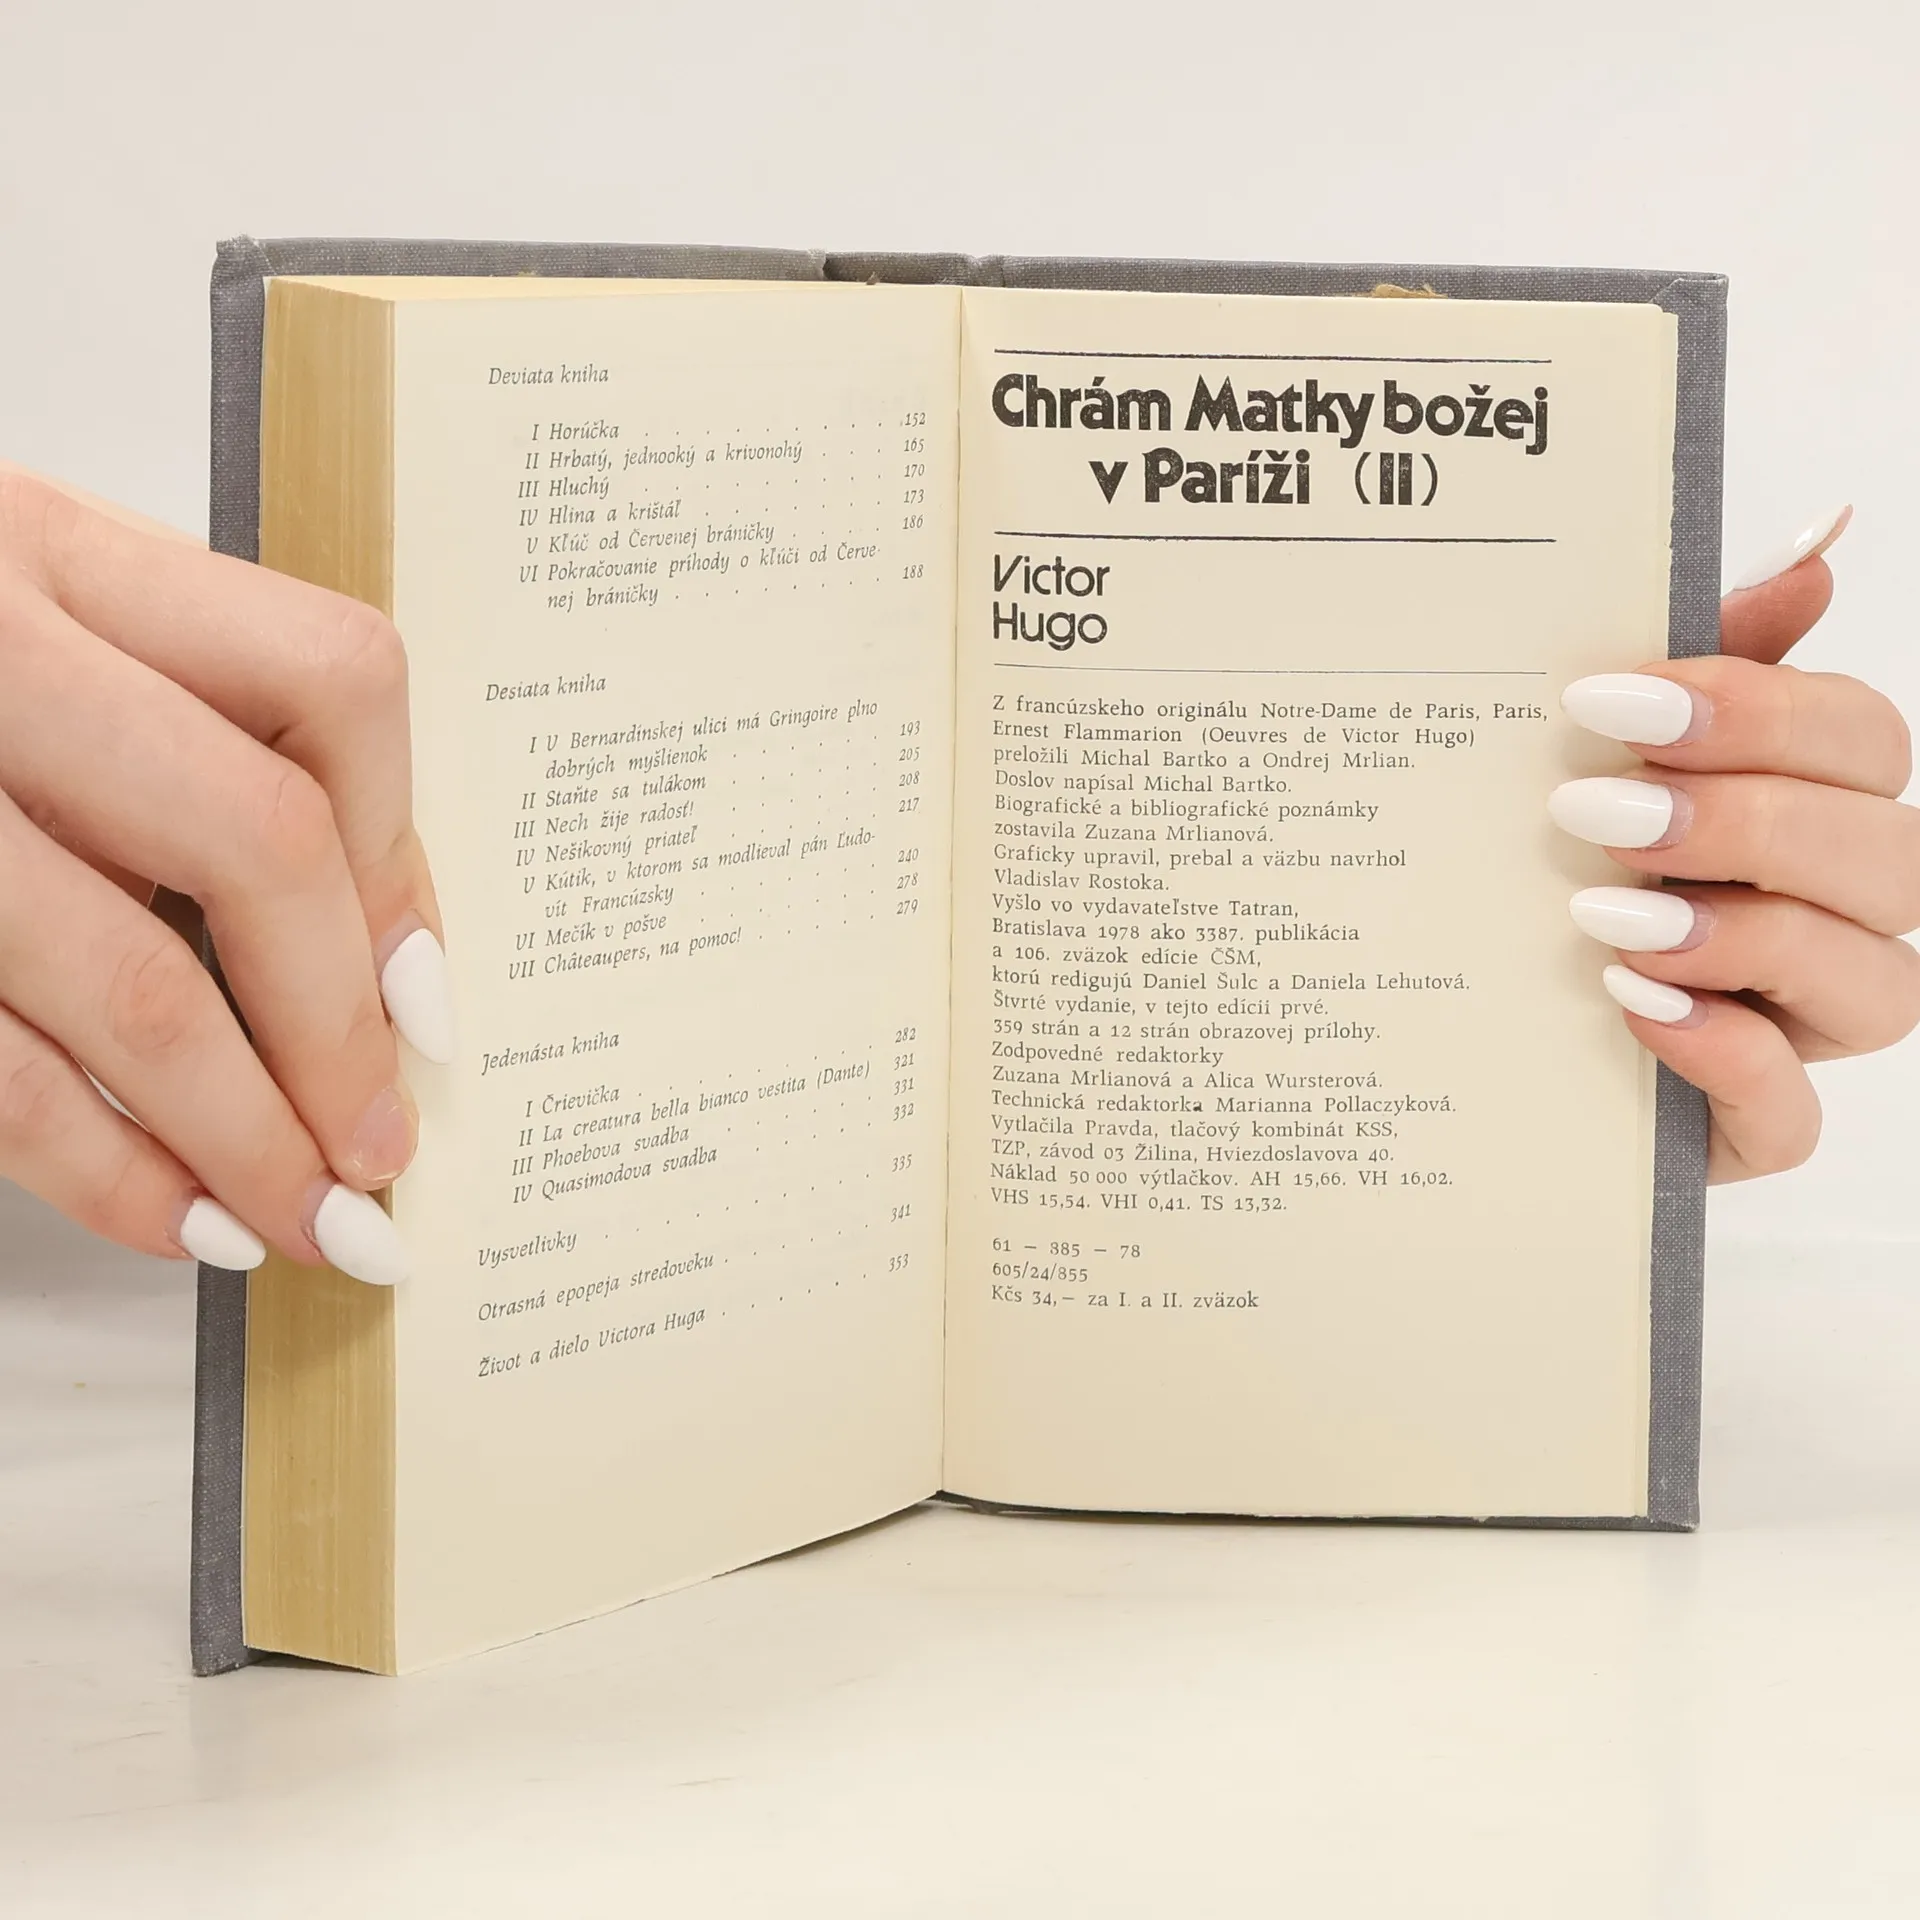 Deviata kniha
I Horúčka . . . . . . . . . 152
II Hrbatý, jednooký a krivonohý . . . 165
III Hluchý . . . . . . . . . 170
IV Hlina a krištáľ . . . . . . . 173
V Kľúč od Červenej bráničky . . . . 186
VI Pokračovanie príhody o kľúči od Červe-
nej bráničky . . . . . . . 188
Desiata kniha
I V Bernardínskej ulici má Gringoire plno
dobrých myšlienok . . . . . . 193
II Staňte sa tulákom . . . . . . 205
III Nech žije radosť! . . . . . . 208
IV Nešikovný priateľ . . . . . . 217
V Kútik, v ktorom sa modlieval pán Ľudo-
vít Francúzsky . . . . . . . 240
VI Mečík v pošve . . . . . . . 278
VII Châteaupers, na pomoc! . . . . . 279
Jedenásta kniha
I Črievička . . . . . . . . . 282
II La creatura bella bianco vestita (Dante) 321
III Phoebova svadba . . . . . . 331
IV Quasimodova svadba . . . . . 332
Vysvetlivky . . . . . . . . . 335
Otrasná epopeja stredoveku . . . . . . 341
Život a dielo Victora Huga . . . . . . 353
Chrám Matky božej
v Paríži (II)
Victor
Hugo
Z francúzskeho originálu Notre-Dame de Paris, Paris,
Ernest Flammarion (Oeuvres de Victor Hugo)
preložili Michal Bartko a Ondrej Mrlian.
Doslov napísal Michal Bartko.
Biografické a bibliografické poznámky
zostavila Zuzana Mrlianová.
Graficky upravil, prebal a väzbu navrhol
Vladislav Rostoka.
Vyšlo vo vydavateľstve Tatran,
Bratislava 1978 ako 3387. publikácia
a 106. zväzok edície ČŠM,
ktorú redigujú Daniel Šulc a Daniela Lehutová.
Štvrté vydanie, v tejto edícii prvé.
359 strán a 12 strán obrazovej prílohy.
Zodpovedné redaktorky
Zuzana Mrlianová a Alica Wursterová.
Technická redaktorka Marianna Pollaczyková.
Vytlačila Pravda, tlačový kombinát KSS,
TZP, závod 03 Žilina, Hviezdoslavova 40.
Náklad 50 000 výtlačkov. AH 15,66. VH 16,02.
VHS 15,54. VHI 0,41. TS 13,32.
61 — 885 — 78
605/24/855
Kčs 34,— za I. a II. zväzok